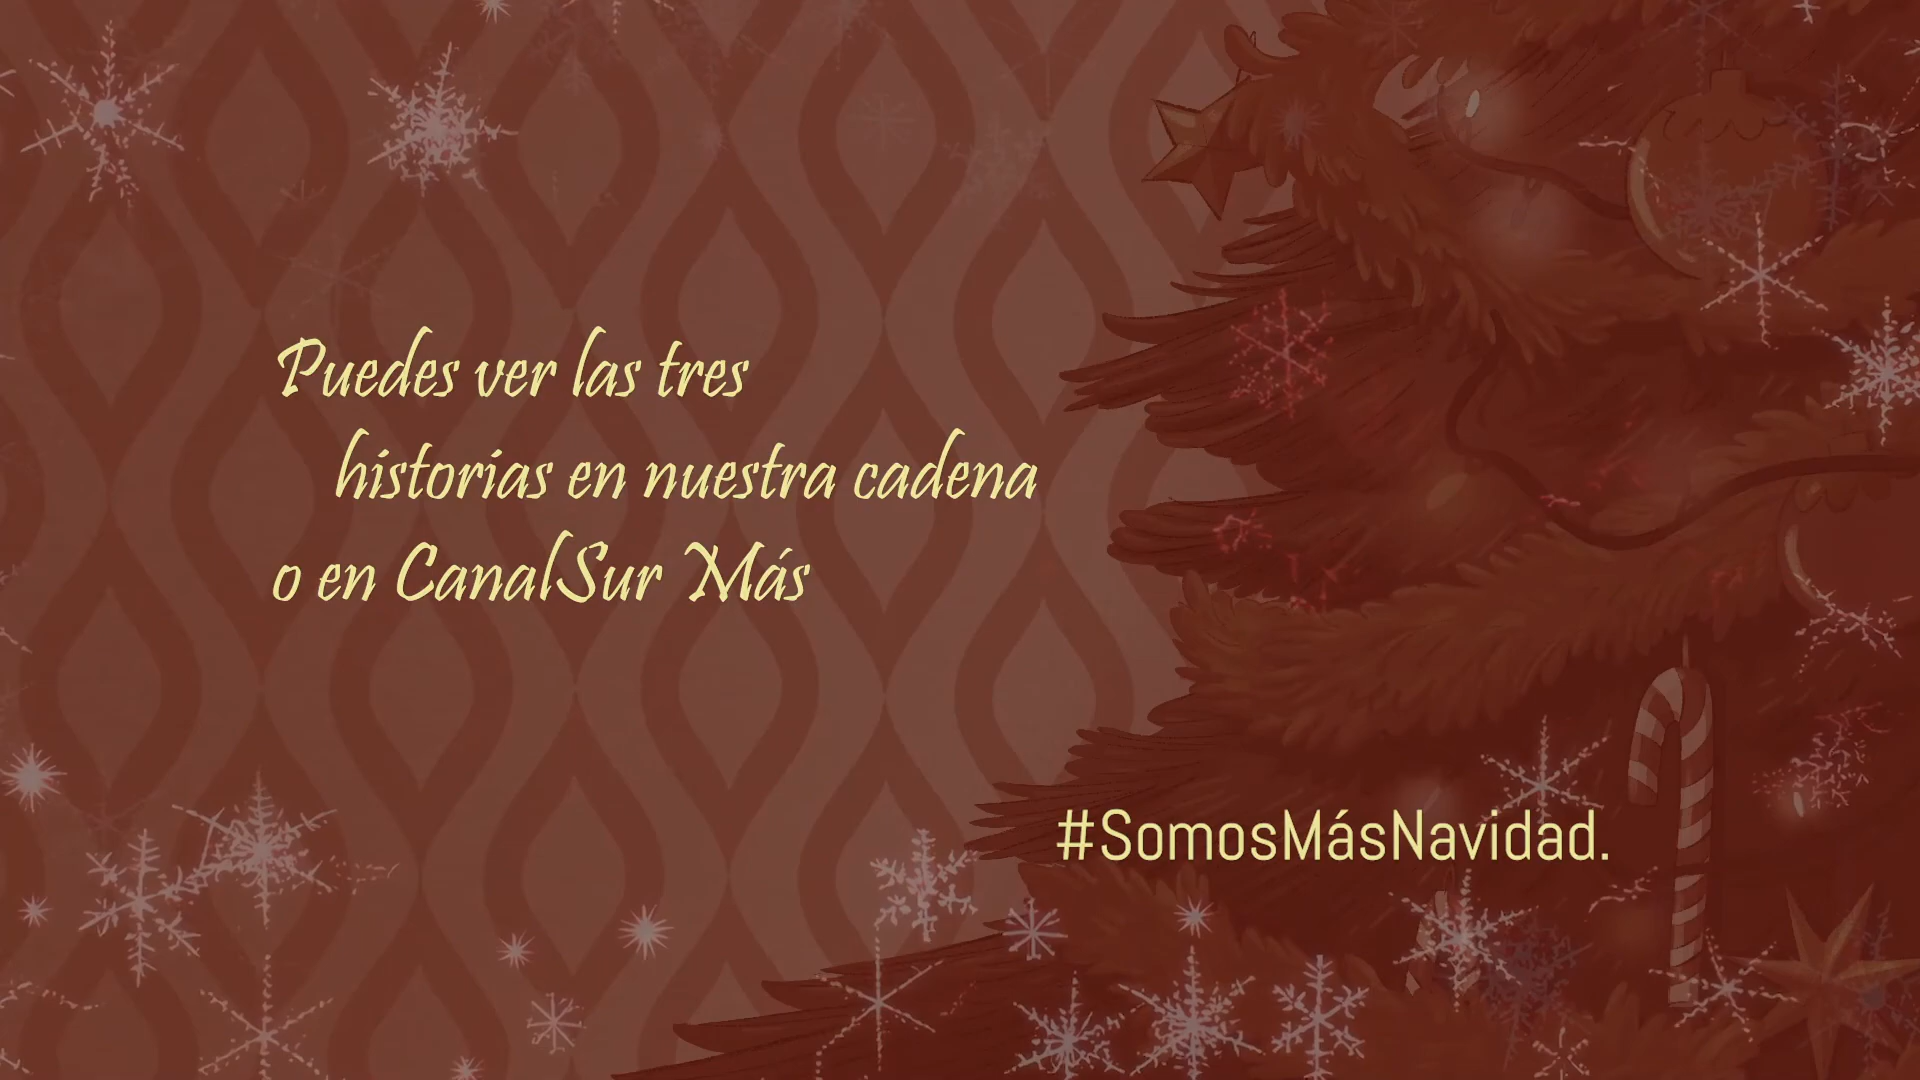 Puedes ver las tres
historias en nuestra cadena
o en CanalSur Más
#SomosMásNavidad.